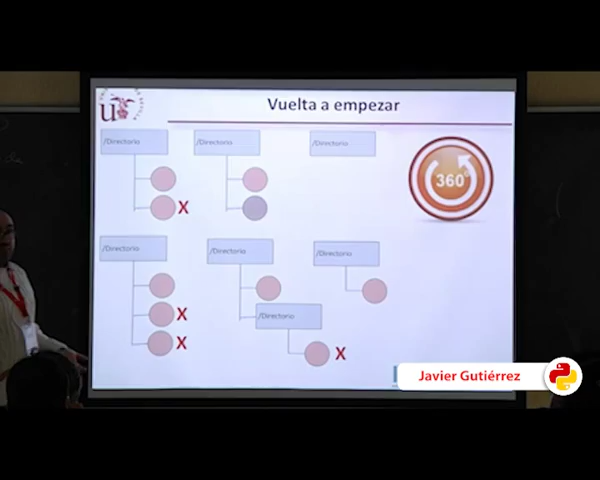 Vuelta a empezar
/Directorio
/Directorio
/Directorio
360°
X
/Directorio
/Directorio
/Directorio
X
/Directorio
X
X
Javier Gutiérrez